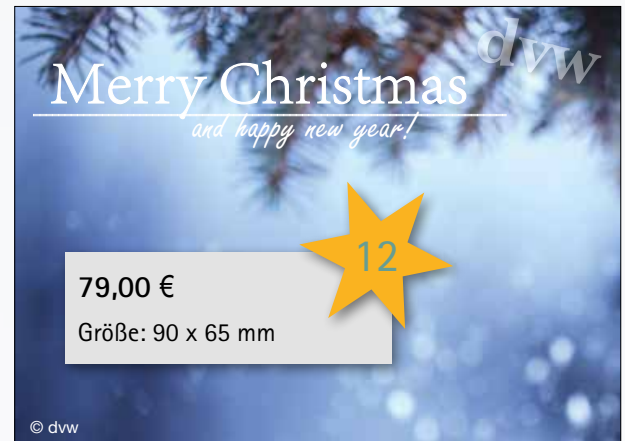 dvw
Merry Christmas
and happy new year!
12
79,00 €
Größe: 90 x 65 mm
© dvw